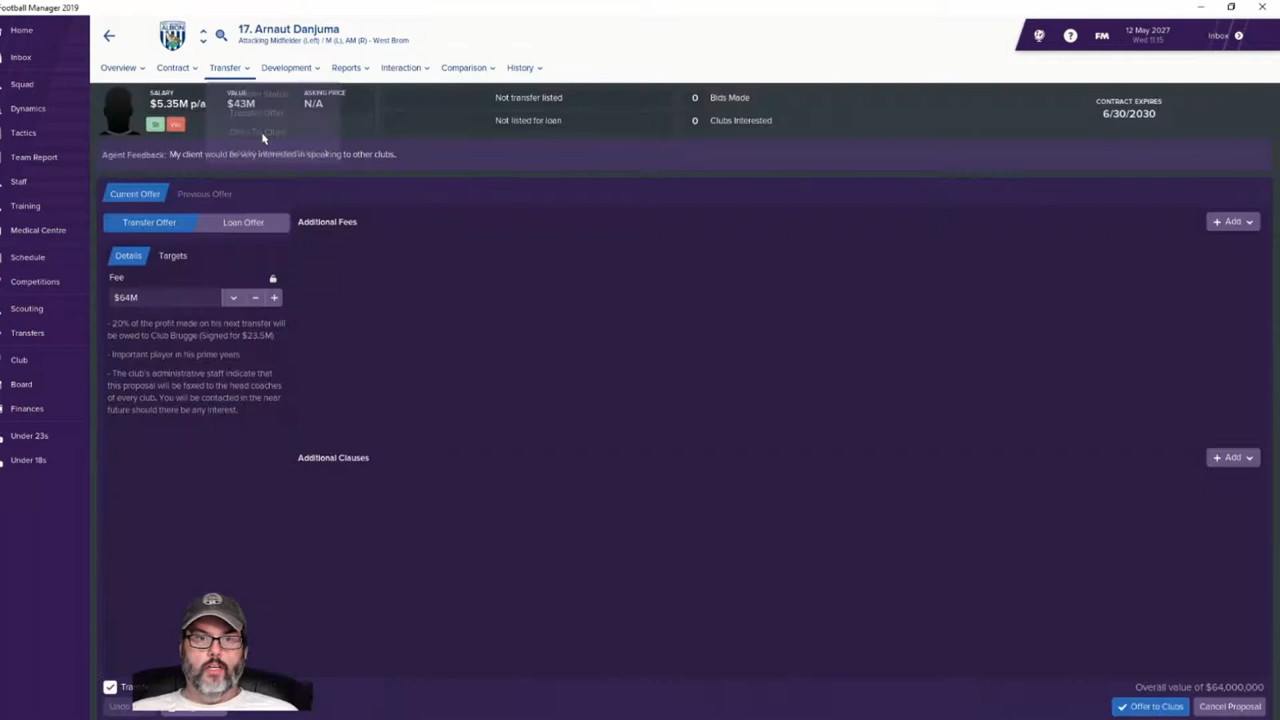 Football Manager 2019
Home
Inbox
Squad
Dynamics
Tactics
Team Report
Staff
Training
Medical Centre
Schedule
Competitions
Scouting
Transfers
Club
Board
Finances
Under 23s
Under 18s
17. Arnaut Danjuma
Attacking Midfielder (Left) / M (L), AM (R) - West Brom
12 May 2027
Wed 11:15
FM
Inbox
Overview
Contract
Transfer
Development
Reports
Interaction
Comparison
History
SALARY
$5.35M p/a
VALUE
$43M
ASKING PRICE
N/A
Transfer Offer
Not transfer listed
Not listed for loan
0 Bids Made
0 Clubs Interested
CONTRACT EXPIRES
6/30/2030
Agent Feedback: My client would be very interested in speaking to other clubs.
Current Offer
Previous Offer
Transfer Offer
Loan Offer
Additional Fees
+ Add
Details
Targets
Fee
$64M
- 20% of the profit made on his next transfer will
be owed to Club Brugge (Signed for $23.5M)
- Important player in his prime years
- The club's administrative staff indicate that
this proposal will be faxed to the head coaches
of every club. You will be contacted in the near
future should there be any interest.
Additional Clauses
+ Add
Undo
Overall value of $64,000,000
Offer to Clubs
Cancel Proposal